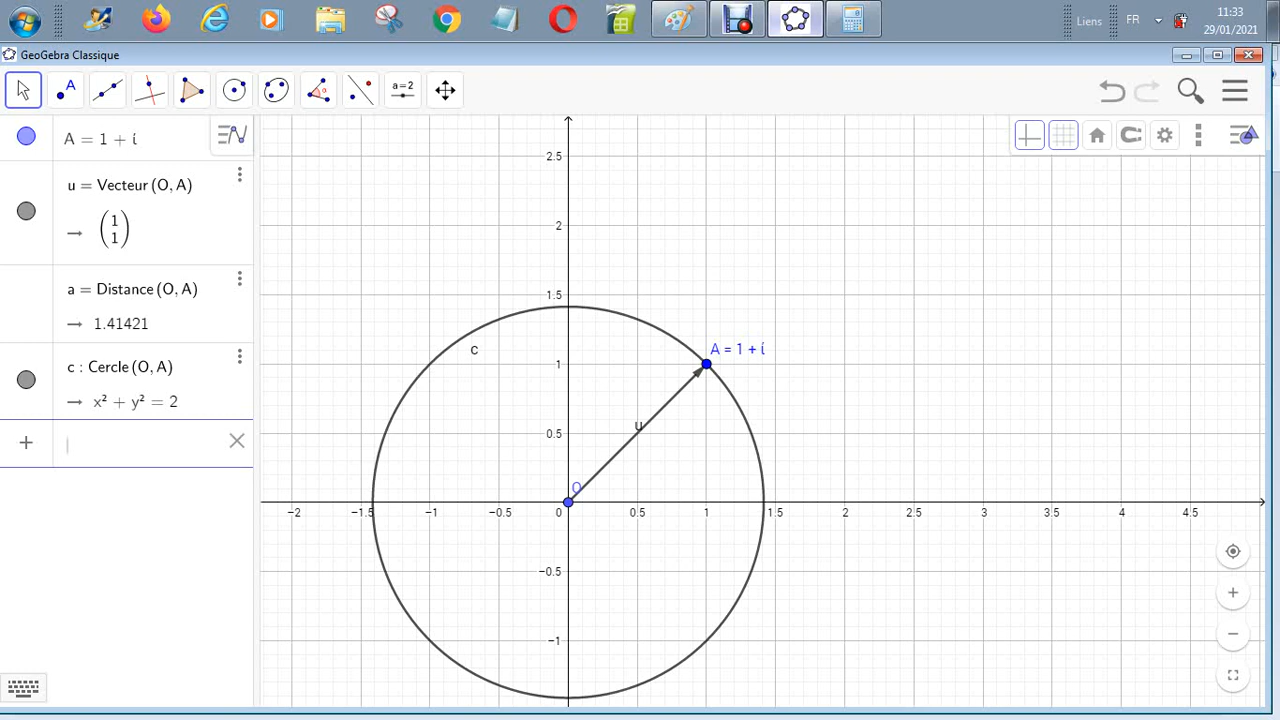 11:33
Liens
FR
29/01/2021
GeoGebra Classique
A
a=2
A = 1 + i
u = Vecteur (O, A)
→ (1
1)
a = Distance (O, A)
→ 1.41421
c : Cercle (O, A)
→ x² + y² = 2
+
2.5
2
1.5
c
A = 1 + i
1
0.5
u
O
−2
−1.5
−1
−0.5
0
0.5
1
1.5
2
2.5
3
3.5
4
4.5
−0.5
−1